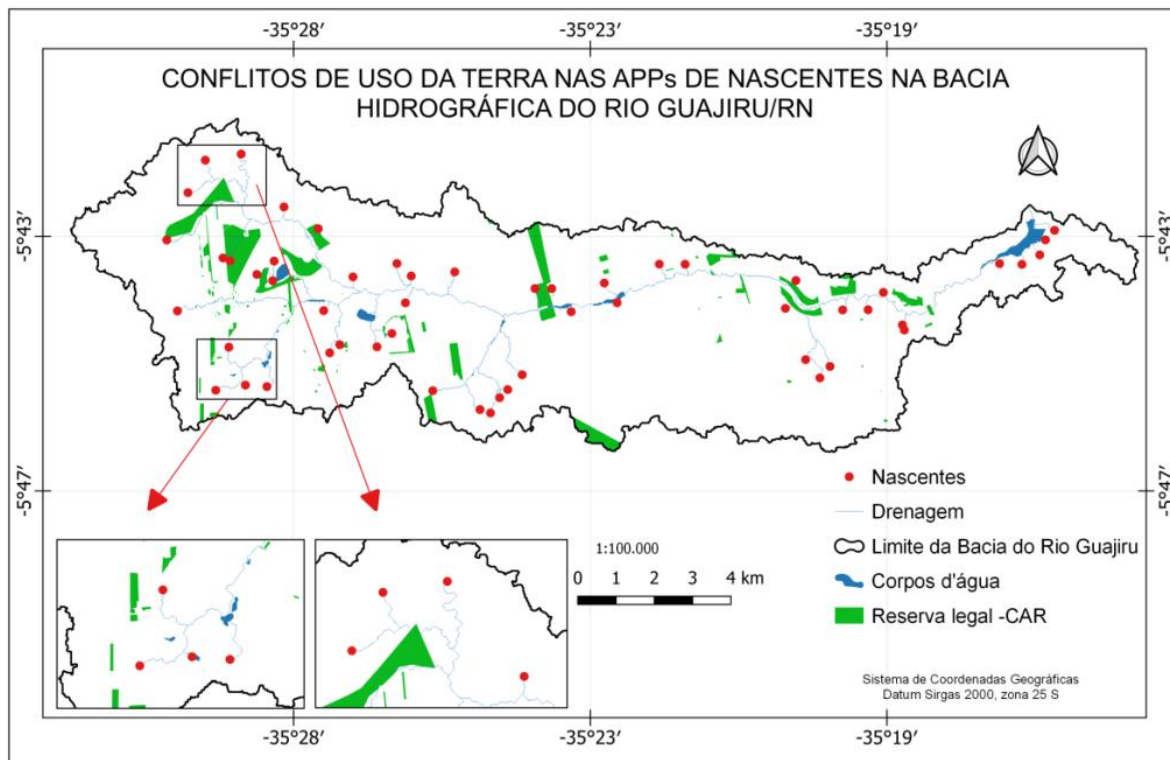 -35°28′ -35°23′ -35°19′
CONFLITOS DE USO DA TERRA NAS APPs DE NASCENTES NA BACIA
HIDROGRÁFICA DO RIO GUAJIRU/RN
-5°43′ -5°43′
-5°47′ -5°47′
Nascentes
Drenagem
Limite da Bacia do Rio Guajiru
Corpos d'água
Reserva legal -CAR
1:100.000
0 1 2 3 4 km
Sistema de Coordenadas Geográficas
Datum Sirgas 2000, zona 25 S
-35°28′ -35°23′ -35°19′